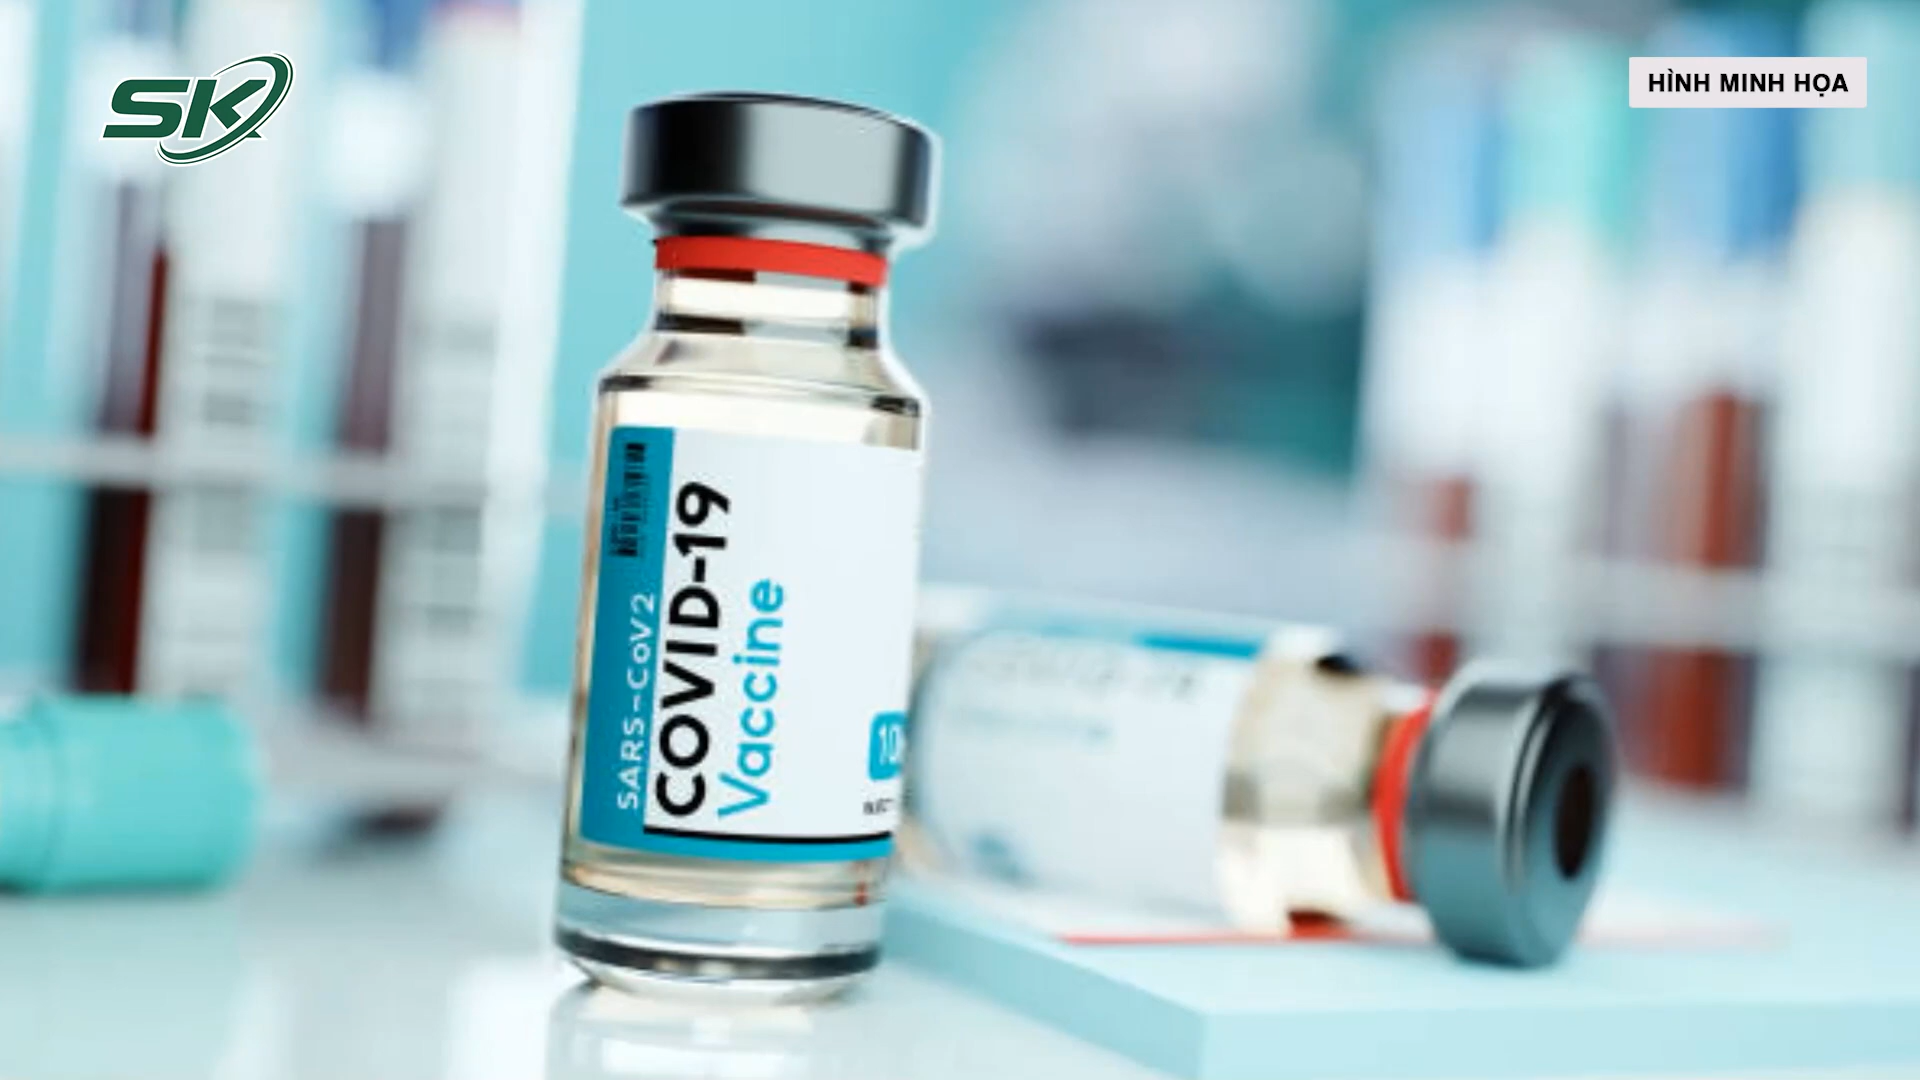 SK
HÌNH MINH HỌA
SARS-CoV2
COVID-19
Vaccine